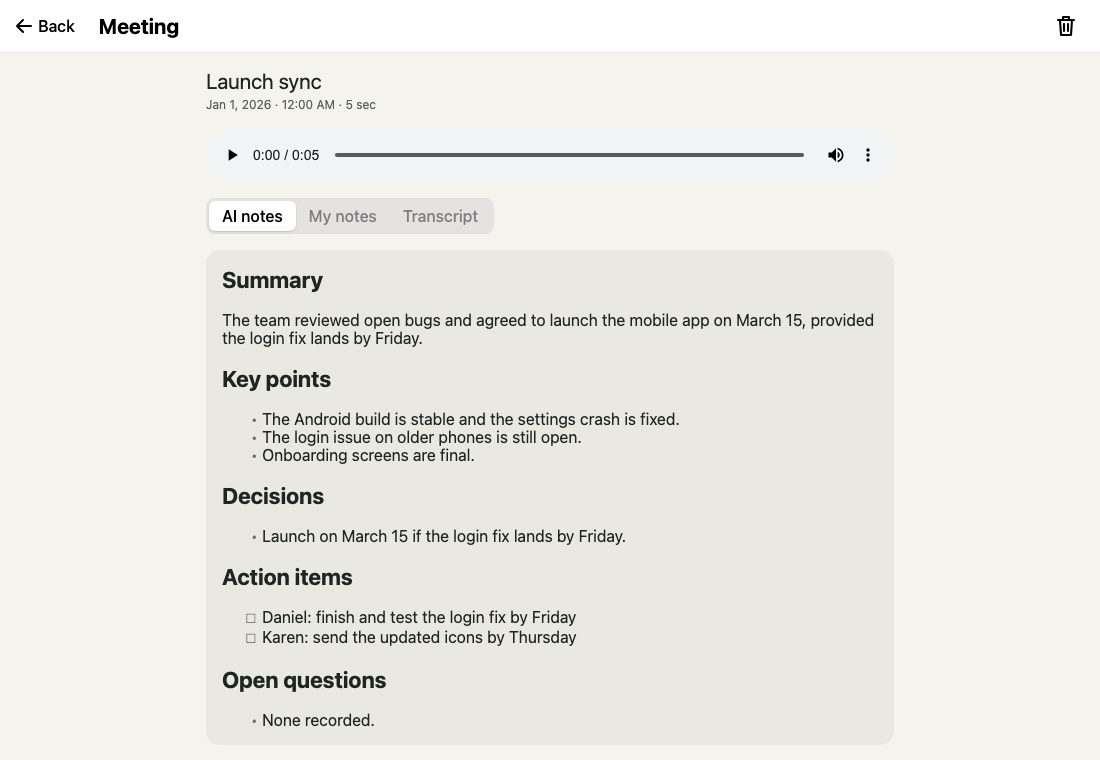 Back
Meeting
Launch sync
Jan 1, 2026 · 12:00 AM · 5 sec
0:00 / 0:05
AI notes
My notes
Transcript
Summary
The team reviewed open bugs and agreed to launch the mobile app on March 15, provided
the login fix lands by Friday.
Key points
• The Android build is stable and the settings crash is fixed.
• The login issue on older phones is still open.
• Onboarding screens are final.
Decisions
• Launch on March 15 if the login fix lands by Friday.
Action items
☐ Daniel: finish and test the login fix by Friday
☐ Karen: send the updated icons by Thursday
Open questions
• None recorded.